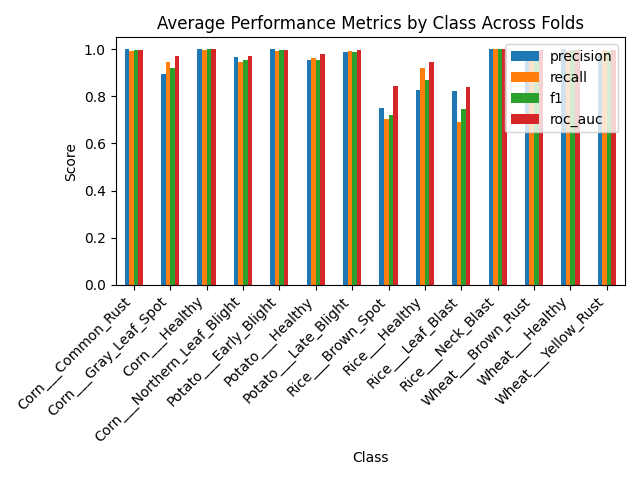 Average Performance Metrics by Class Across Folds
1.0
0.8
0.6
0.4
0.2
0.0
Score
precision
recall
f1
roc_auc
Corn___Common_Rust
Corn___Gray_Leaf_Spot
Corn___Healthy
Corn___Northern_Leaf_Blight
Potato___Early_Blight
Potato___Healthy
Potato___Late_Blight
Rice___Brown_Spot
Rice___Healthy
Rice___Leaf_Blast
Rice___Neck_Blast
Wheat___Brown_Rust
Wheat___Healthy
Wheat___Yellow_Rust
Class